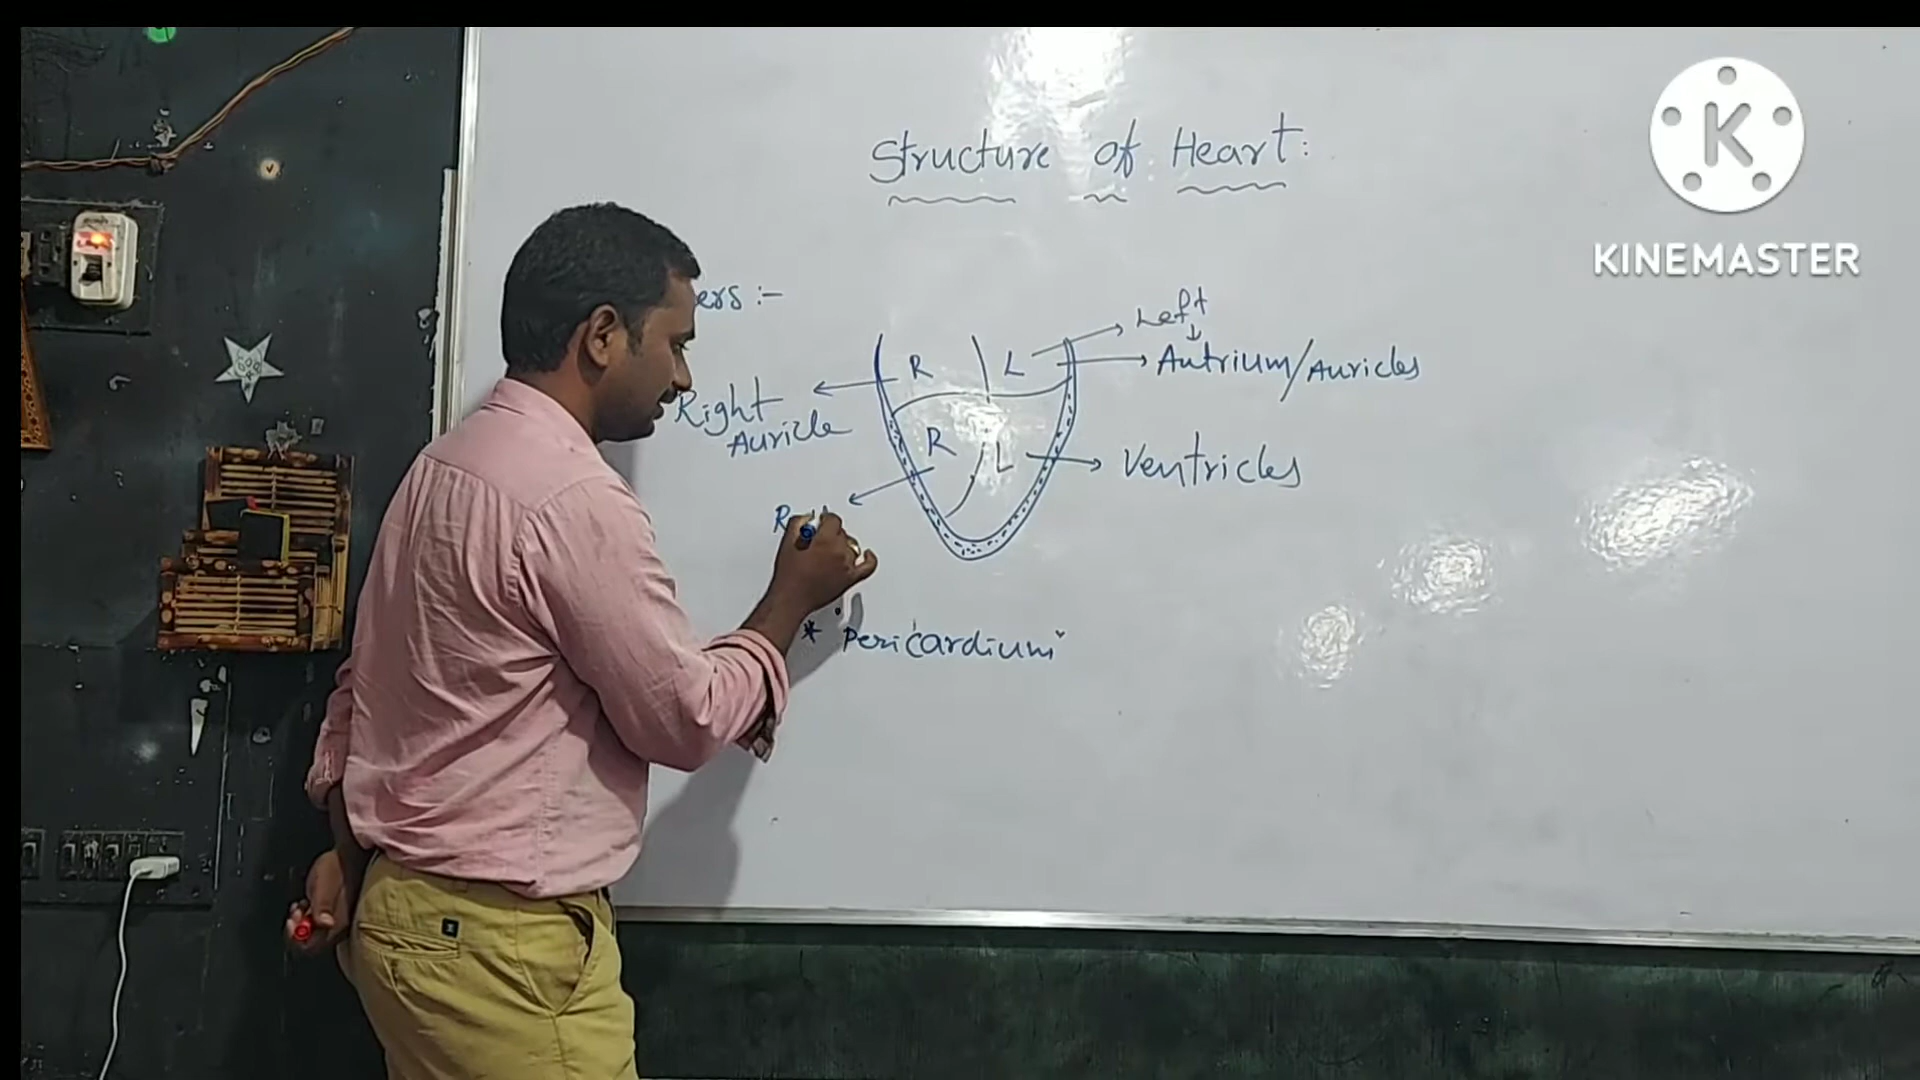 Structure of Heart:
K
KINEMASTER
ers :-
Left
R L
Autrium/Auricles
Right
Auricle
R L
Ventricles
* Pericardium